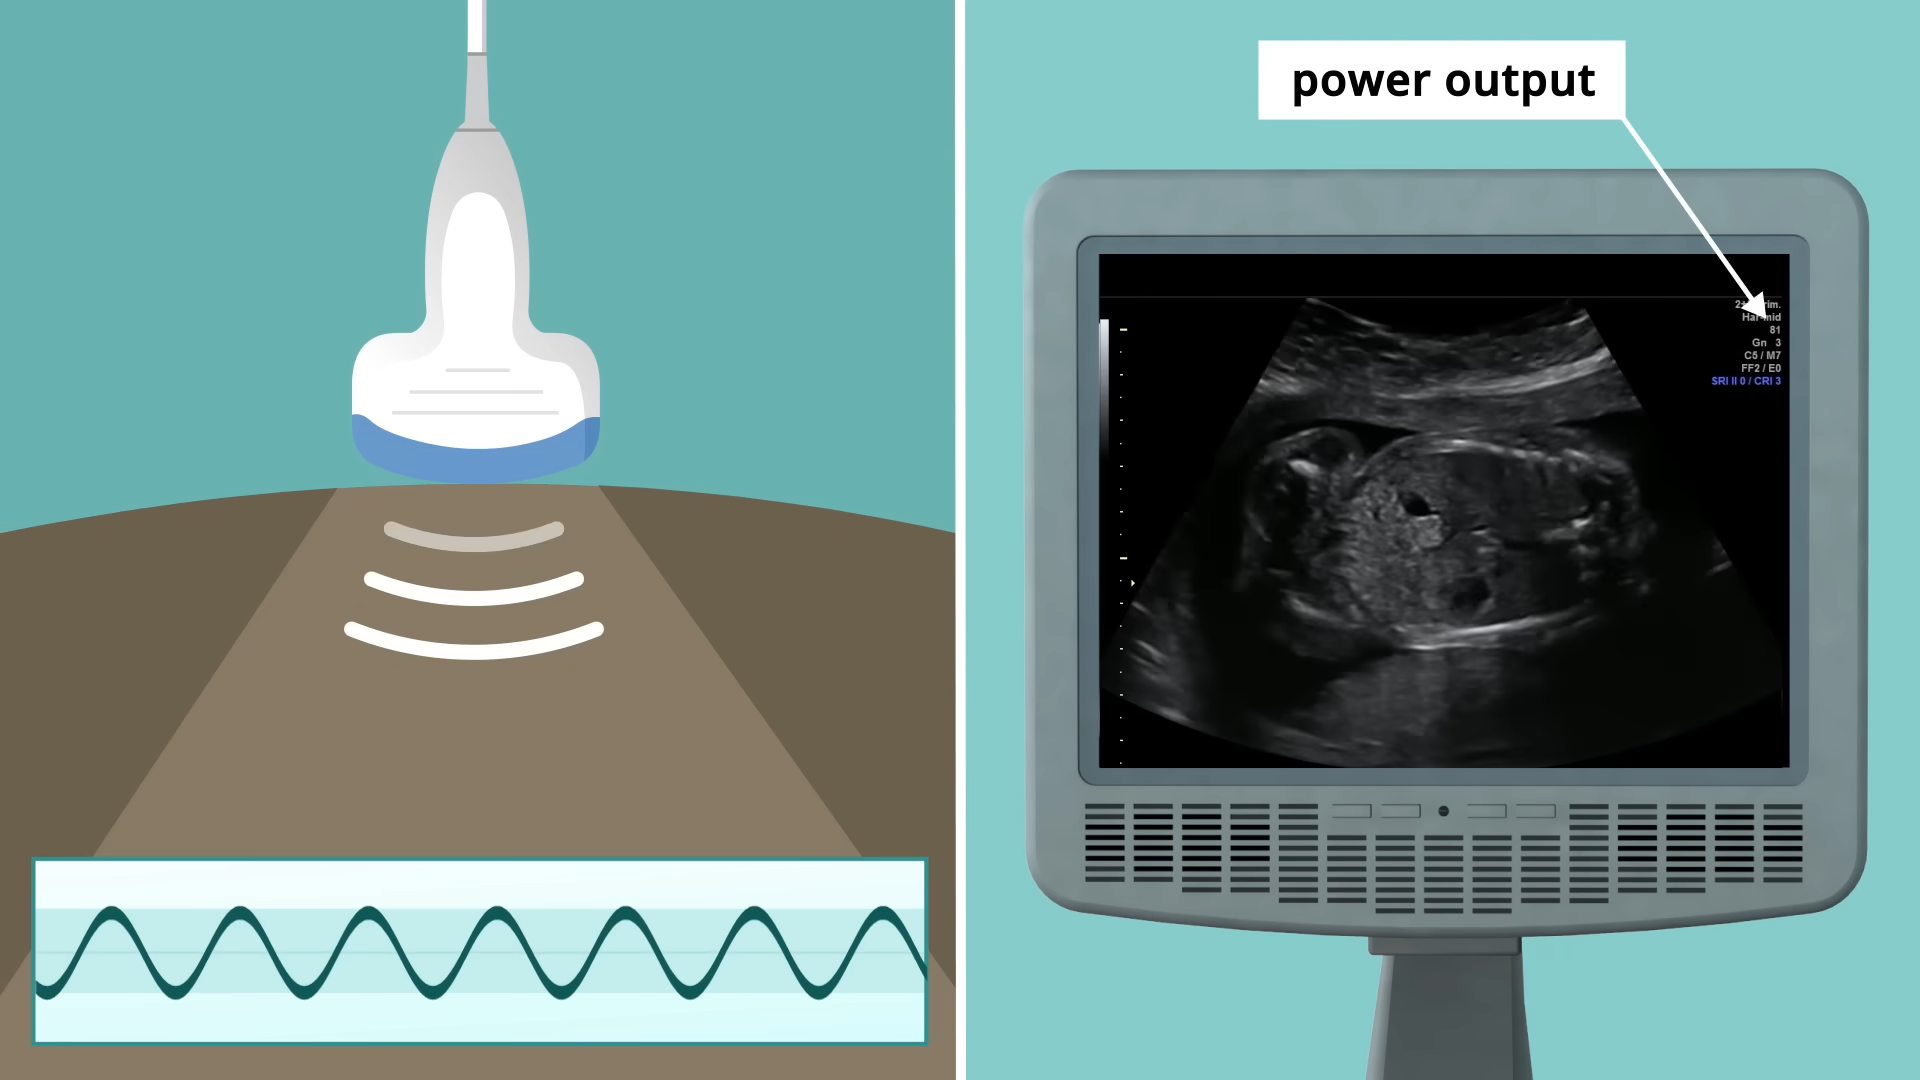 power output
Har-mid
81
Gn 3
C5 / M7
FF2 / E0
SRI II 0 / CRI 3